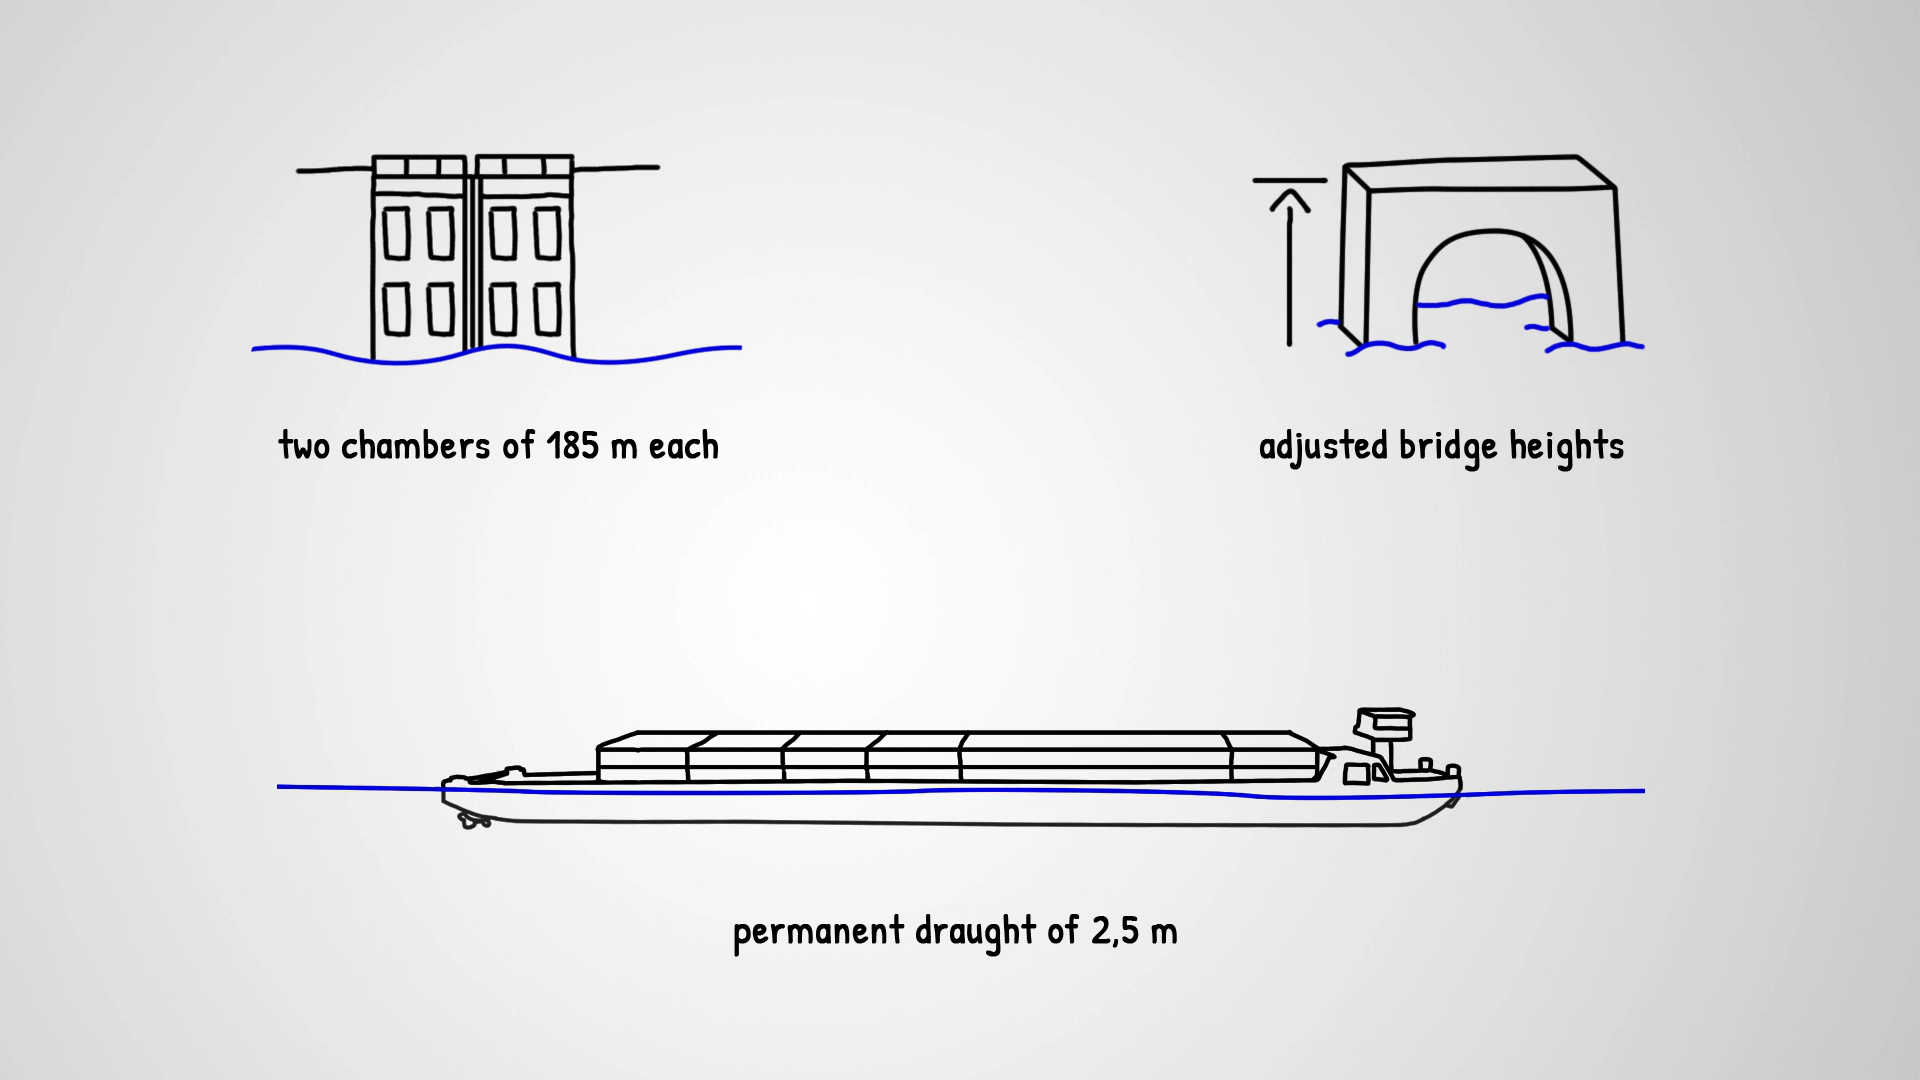 two chambers of 185 m each
adjusted bridge heights
permanent draught of 2,5 m